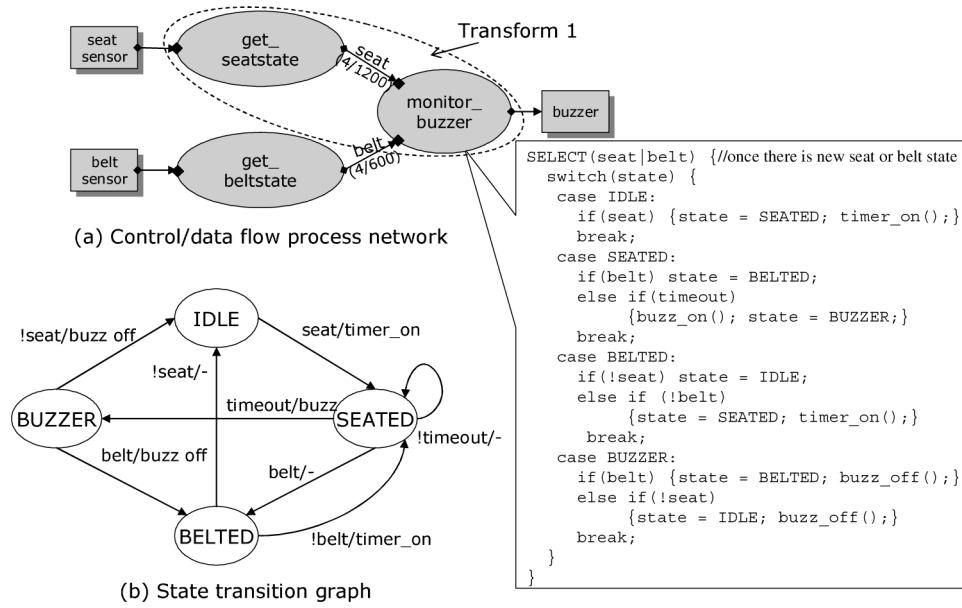 Transform 1
seat
sensor
get_
seatstate
seat
(4/1200)
monitor_
buzzer
buzzer
belt
sensor
get_
beltstate
belt
(4/600)
(a) Control/data flow process network
SELECT(seat|belt) {//once there is new seat or belt state
switch(state) {
case IDLE:
if(seat) {state = SEATED; timer_on();}
break;
case SEATED:
if(belt) state = BELTED;
else if(timeout)
{buzz_on(); state = BUZZER;}
break;
case BELTED:
if(!seat) state = IDLE;
else if (!belt)
{state = SEATED; timer_on();}
break;
case BUZZER:
if(belt) {state = BELTED; buzz_off();}
else if(!seat)
{state = IDLE; buzz_off();}
break;
}
}
IDLE
!seat/buzz off
seat/timer_on
!seat/-
BUZZER
timeout/buzz
SEATED
!timeout/-
belt/buzz off
belt/-
BELTED
!belt/timer_on
(b) State transition graph